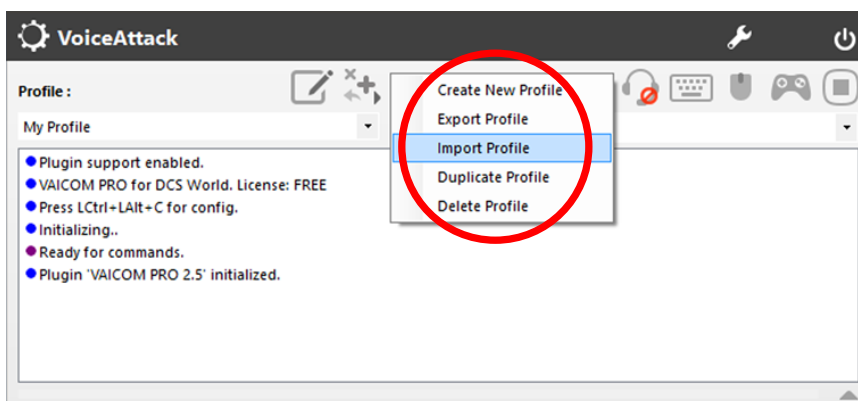 VoiceAttack
Profile :
My Profile
Create New Profile
Export Profile
Import Profile
Duplicate Profile
Delete Profile
Plugin support enabled.
VAICOM PRO for DCS World. License: FREE
Press LCtrl+LAlt+C for config.
Initializing..
Ready for commands.
Plugin 'VAICOM PRO 2.5' initialized.